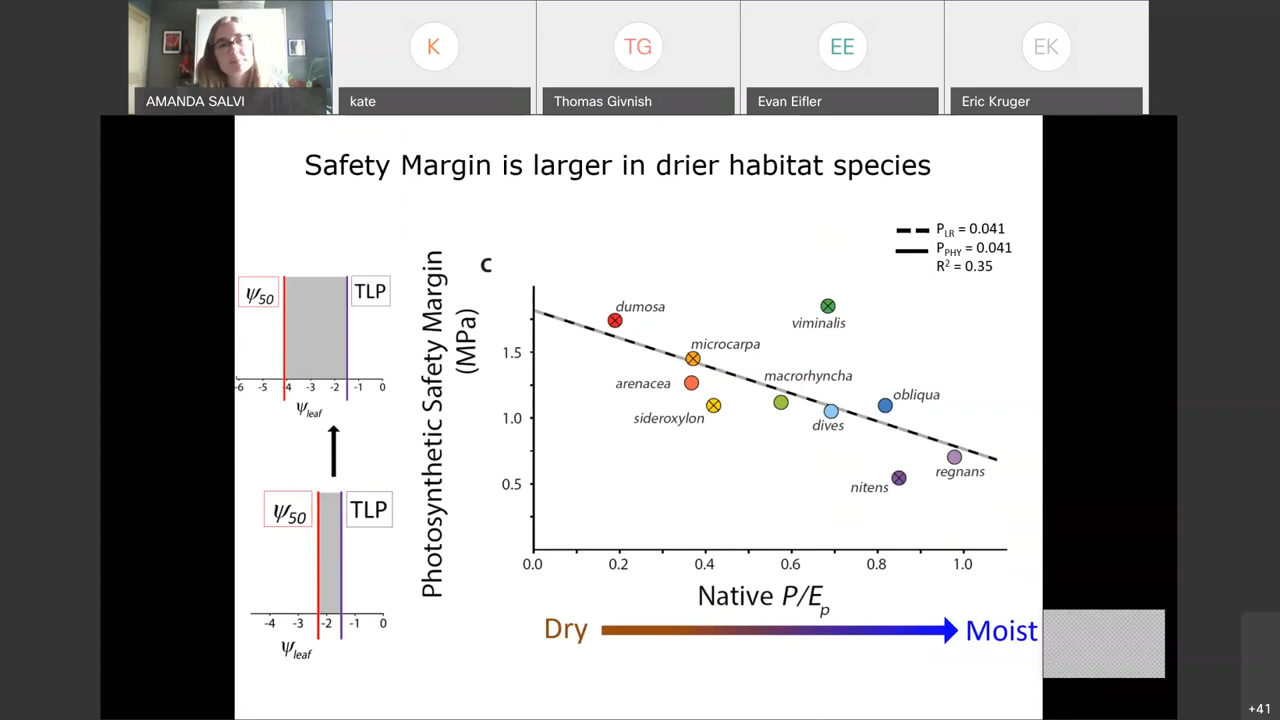 K
TG
EE
EK
AMANDA SALVI
kate
Thomas Givnish
Evan Eifler
Eric Kruger
Safety Margin is larger in drier habitat species
P_LR = 0.041
P_PHY = 0.041
R² = 0.35
C
Photosynthetic Safety Margin
(MPa)
1.5
1.0
0.5
dumosa
viminalis
microcarpa
arenacea
macrorhyncha
sideroxylon
dives
obliqua
regnans
nitens
0.0 0.2 0.4 0.6 0.8 1.0
Native P/E_p
Dry
Moist
ψ50
TLP
-6 -5 -4 -3 -2 -1 0
ψleaf
ψ50
TLP
-4 -3 -2 -1 0
ψleaf
+41